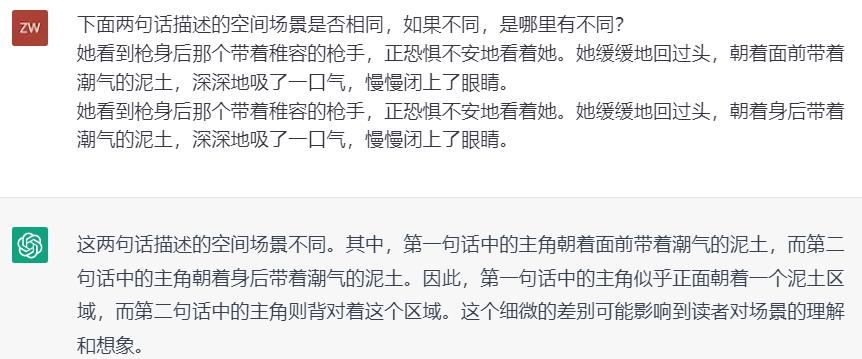 ZW
下面两句话描述的空间场景是否相同，如果不同，是哪里有不同？
她看到枪身后那个带着稚容的枪手，正恐惧不安地看着她。她缓缓地回过头，朝着面前带着
潮气的泥土，深深地吸了一口气，慢慢闭上了眼睛。
她看到枪身后那个带着稚容的枪手，正恐惧不安地看着她。她缓缓地回过头，朝着身后带着
潮气的泥土，深深地吸了一口气，慢慢闭上了眼睛。
这两句话描述的空间场景不同。其中，第一句话中的主角朝着面前带着潮气的泥土，而第二
句话中的主角朝着身后带着潮气的泥土。因此，第一句话中的主角似乎正面朝着一个泥土区
域，而第二句话中的主角则背对着这个区域。这个细微的差别可能影响到读者对场景的理解
和想象。